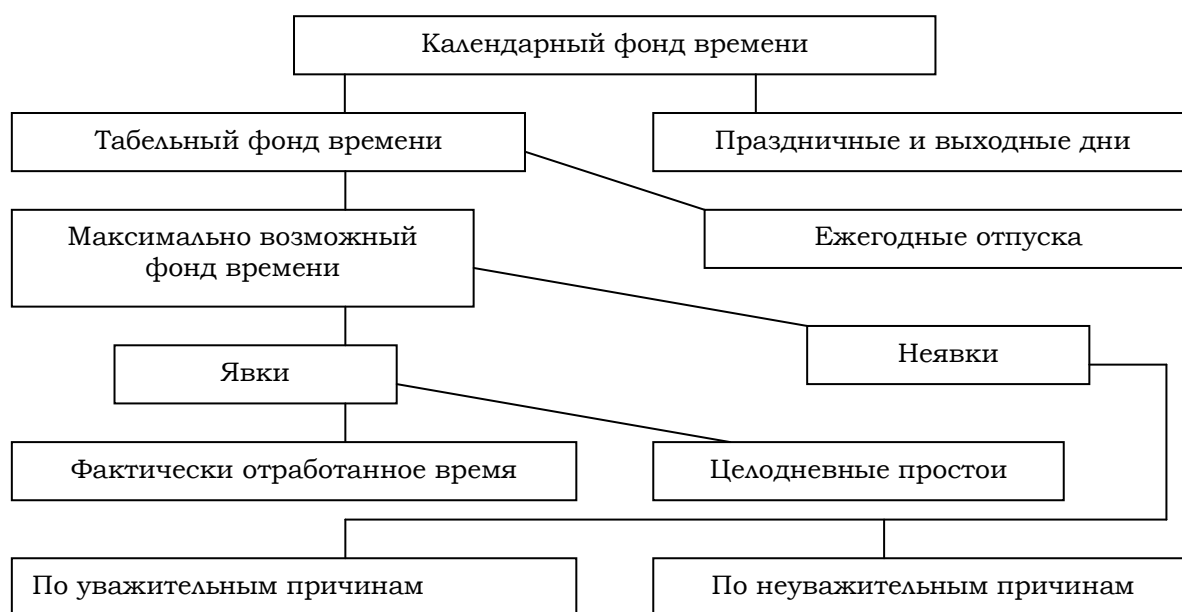 Календарный фонд времени
Табельный фонд времени
Праздничные и выходные дни
Максимально возможный
фонд времени
Ежегодные отпуска
Неявки
Явки
Фактически отработанное время
Целодневные простои
По уважительным причинам
По неуважительным причинам